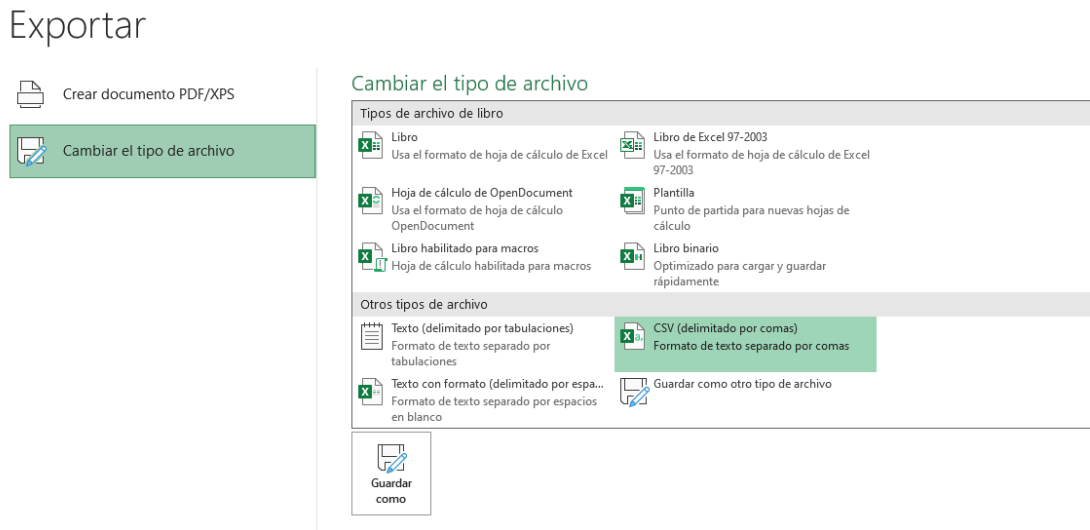 Exportar
Crear documento PDF/XPS
Cambiar el tipo de archivo
Cambiar el tipo de archivo
Tipos de archivo de libro
Libro
Usa el formato de hoja de cálculo de Excel
Libro de Excel 97-2003
Usa el formato de hoja de cálculo de Excel
97-2003
Hoja de cálculo de OpenDocument
Usa el formato de hoja de cálculo
OpenDocument
Plantilla
Punto de partida para nuevas hojas de
cálculo
Libro habilitado para macros
Hoja de cálculo habilitada para macros
Libro binario
Optimizado para cargar y guardar
rápidamente
Otros tipos de archivo
Texto (delimitado por tabulaciones)
Formato de texto separado por
tabulaciones
CSV (delimitado por comas)
Formato de texto separado por comas
Texto con formato (delimitado por espa...
Formato de texto separado por espacios
en blanco
Guardar como otro tipo de archivo
Guardar
como